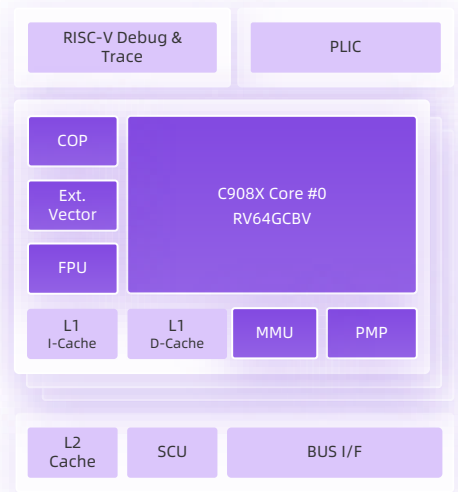 RISC-V Debug &
Trace
PLIC
COP
Ext.
Vector
FPU
C908X Core #0
RV64GCBV
L1
I-Cache
L1
D-Cache
MMU
PMP
L2
Cache
SCU
BUS I/F